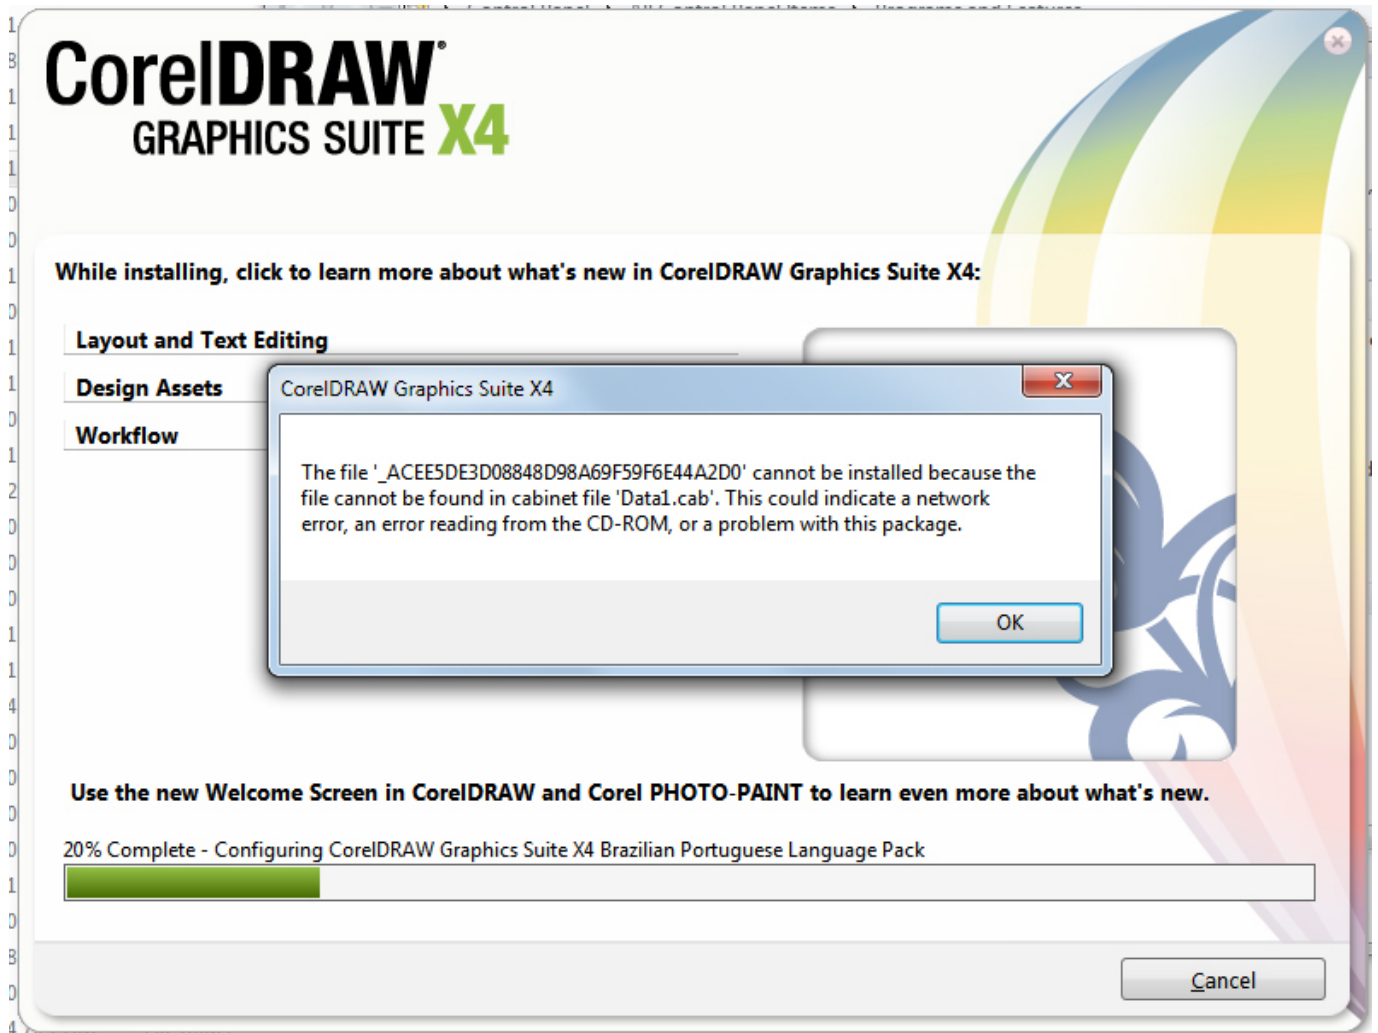 CorelDRAW®
GRAPHICS SUITE X4
While installing, click to learn more about what's new in CorelDRAW Graphics Suite X4:
Layout and Text Editing
Design Assets
Workflow
CorelDRAW Graphics Suite X4
X
The file '_ACEE5DE3D08848D98A69F59F6E44A2D0' cannot be installed because the
file cannot be found in cabinet file 'Data1.cab'. This could indicate a network
error, an error reading from the CD-ROM, or a problem with this package.
OK
Use the new Welcome Screen in CorelDRAW and Corel PHOTO-PAINT to learn even more about what's new.
20% Complete - Configuring CorelDRAW Graphics Suite X4 Brazilian Portuguese Language Pack
Cancel